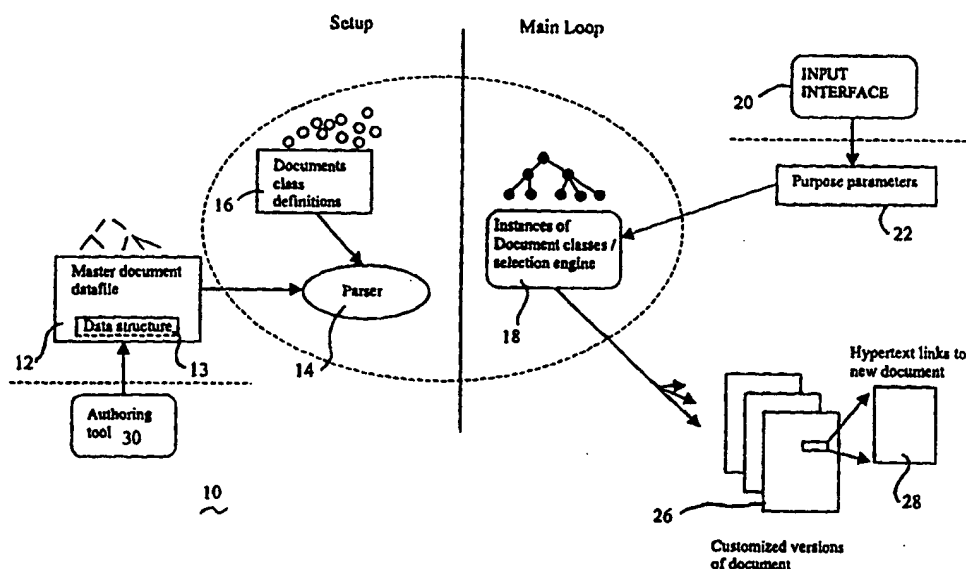 Setup
Main Loop
INPUT
INTERFACE
20
Documents
class
definitions
16
Purpose parameters
22
Instances of
Document classes /
selection engine
18
Master document
datafile
Data structure
12
13
Parser
14
Authoring
tool 30
Hypertext links to
new document
28
26
10
Customized versions
of document